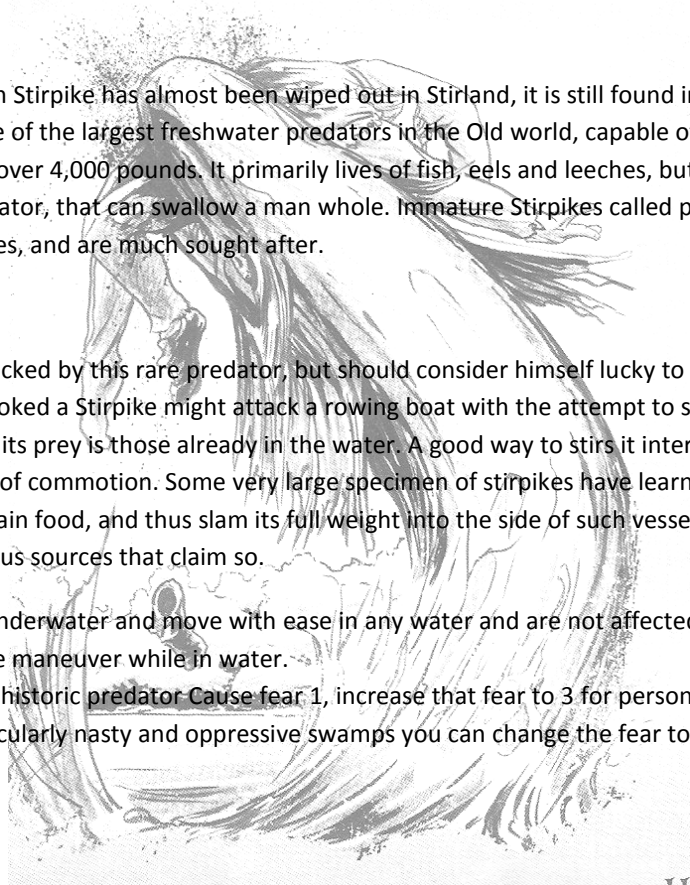 n Stirpike has almost been wiped out in Stirland, it is still found in
e of the largest freshwater predators in the Old world, capable o
over 4,000 pounds. It primarily lives of fish, eels and leeches, but
ator, that can swallow a man whole. Immature Stirpikes called p
es, and are much sought after.
cked by this rare predator, but should consider himself lucky to
oked a Stirpike might attack a rowing boat with the attempt to s
its prey is those already in the water. A good way to stirs it inter
of commotion. Some very large specimen of stirpikes have learn
ain food, and thus slam its full weight into the side of such vesse
us sources that claim so.
nderwater and move with ease in any water and are not affected
e maneuver while in water.
historic predator Cause fear 1, increase that fear to 3 for person
cularly nasty and oppressive swamps you can change the fear to